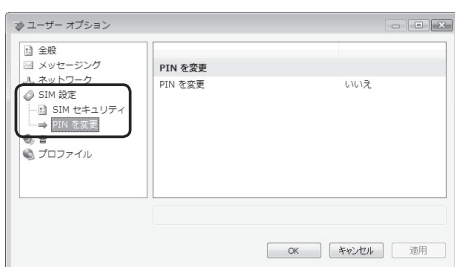 ユーザー オプション
全般
メッセージング
ネットワーク
SIM 設定
SIM セキュリティ
PIN を変更
音
プロファイル
PIN を変更
PIN を変更 いいえ
OK キャンセル 適用